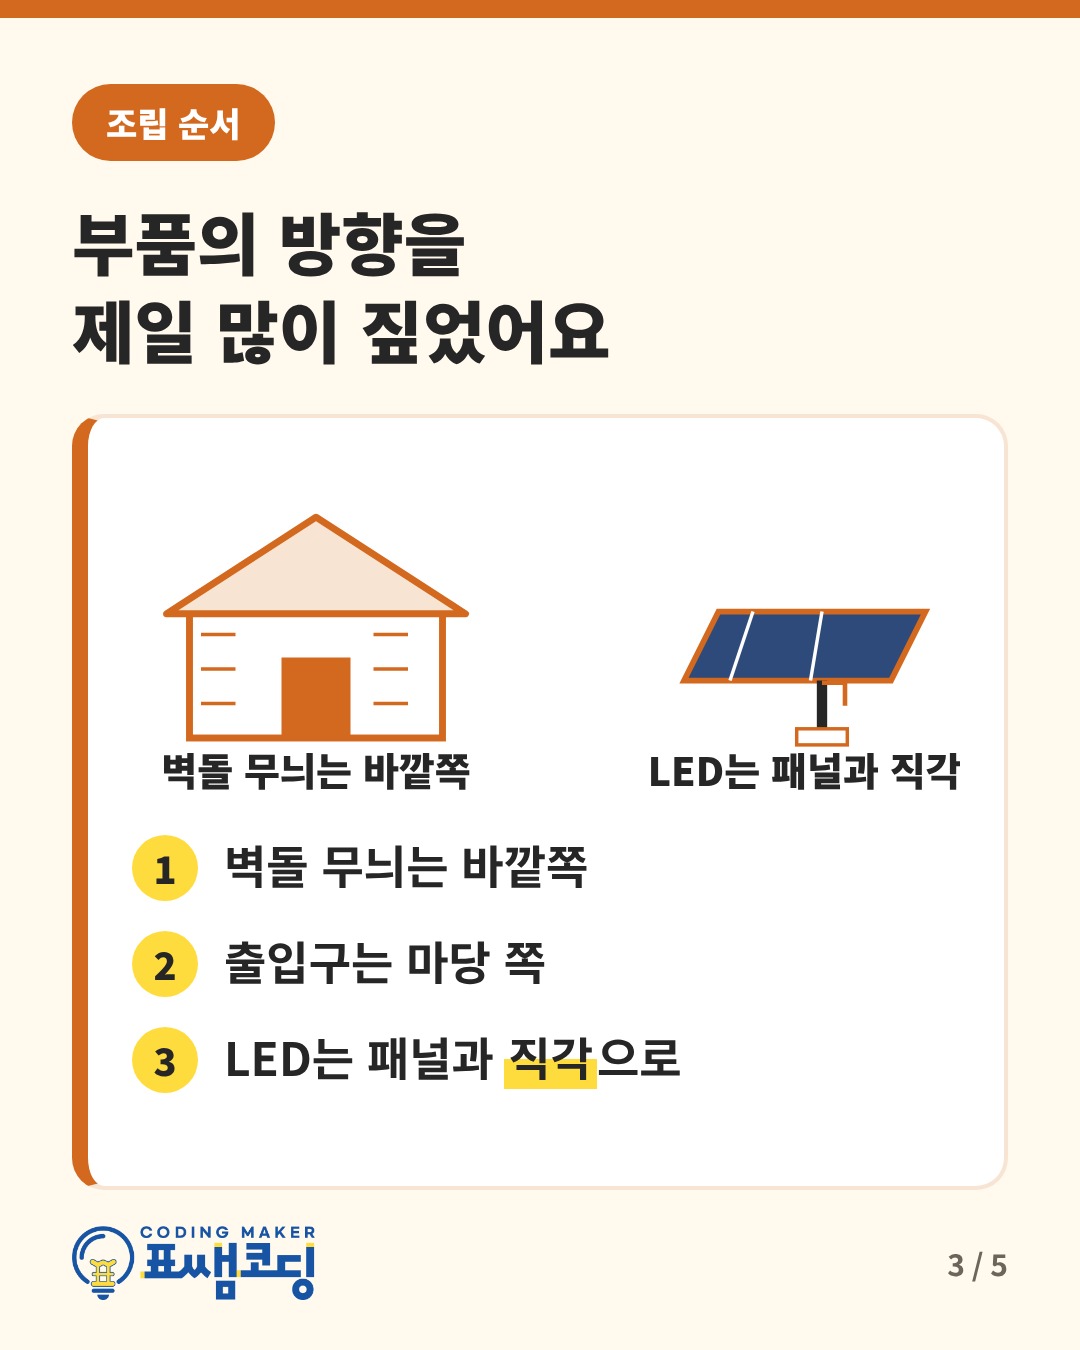 조립 순서
부품의 방향을
제일 많이 짚었어요
벽돌 무늬는 바깥쪽
LED는 패널과 직각
1 벽돌 무늬는 바깥쪽
2 출입구는 마당 쪽
3 LED는 패널과 직각으로
CODING MAKER
표쌤코딩
3 / 5